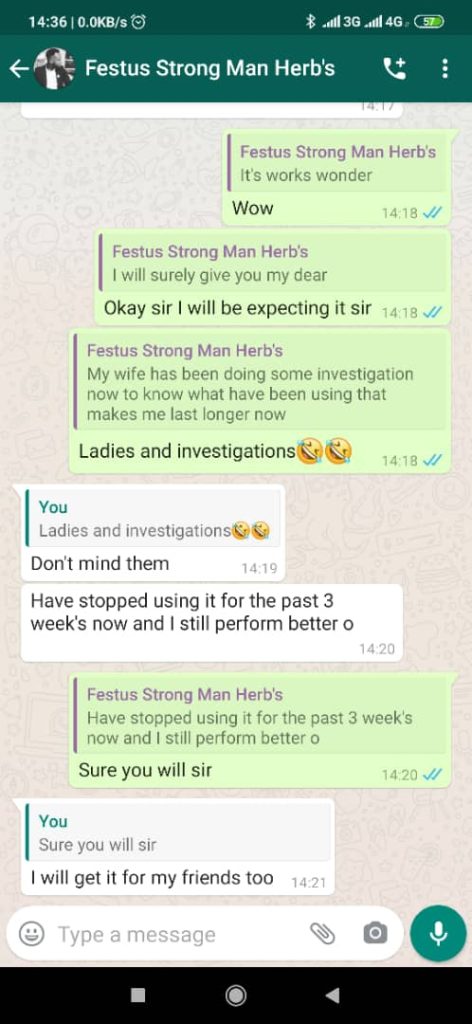 14:36 | 0.0KB/s
3G 4G 57
Festus Strong Man Herb's
14:17
Festus Strong Man Herb's
It's works wonder
Wow 14:18
Festus Strong Man Herb's
I will surely give you my dear
Okay sir I will be expecting it sir 14:18
Festus Strong Man Herb's
My wife has been doing some investigation
now to know what have been using that
makes me last longer now
Ladies and investigations🤣🤣 14:18
You
Ladies and investigations🤣🤣
Don't mind them 14:19
Have stopped using it for the past 3
week's now and I still perform better o
14:20
Festus Strong Man Herb's
Have stopped using it for the past 3 week's
now and I still perform better o
Sure you will sir 14:20
You
Sure you will sir
I will get it for my friends too 14:21
Type a message